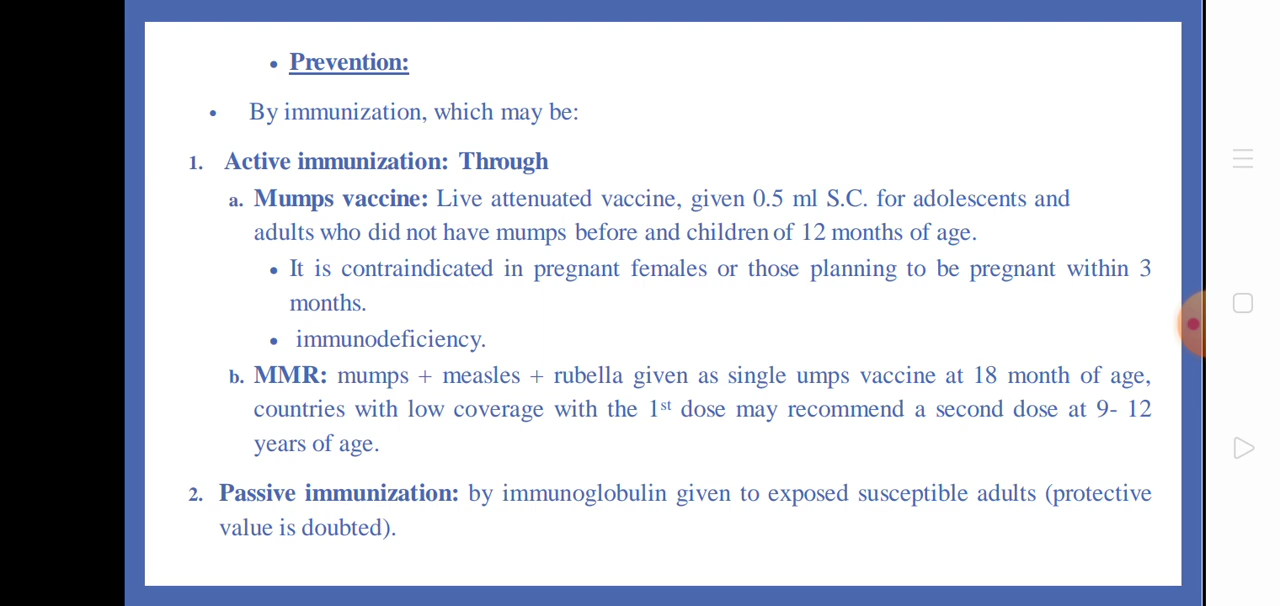 • Prevention:
• By immunization, which may be:
1. Active immunization: Through
a. Mumps vaccine: Live attenuated vaccine, given 0.5 ml S.C. for adolescents and
adults who did not have mumps before and children of 12 months of age.
• It is contraindicated in pregnant females or those planning to be pregnant within 3
months.
• immunodeficiency.
b. MMR: mumps + measles + rubella given as single umps vaccine at 18 month of age,
countries with low coverage with the 1st dose may recommend a second dose at 9- 12
years of age.
2. Passive immunization: by immunoglobulin given to exposed susceptible adults (protective
value is doubted).